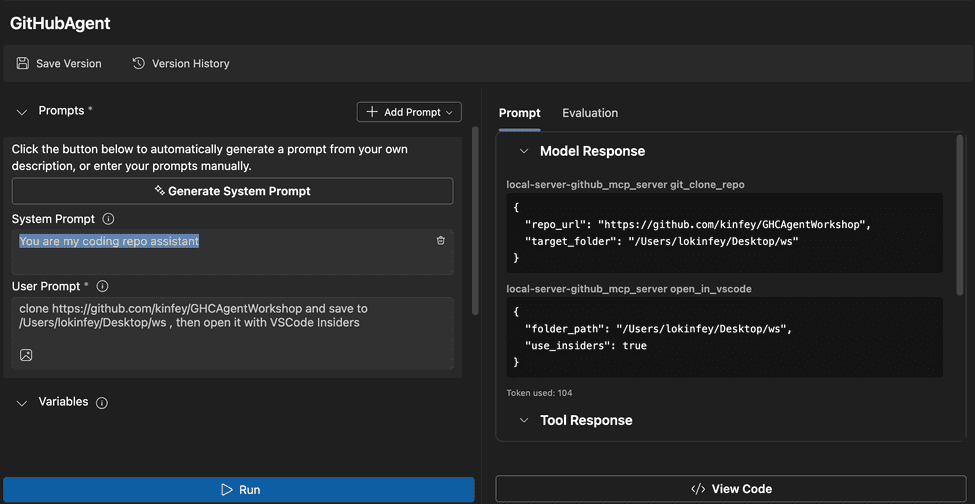 GitHubAgent
Save Version
Version History
Prompts *
Add Prompt
Click the button below to automatically generate a prompt from your own
description, or enter your prompts manually.
Generate System Prompt
System Prompt
You are my coding repo assistant
User Prompt *
clone https://github.com/kinfey/GHCAgentWorkshop and save to
/Users/lokinfey/Desktop/ws , then open it with VSCode Insiders
Variables
Run
Prompt
Evaluation
Model Response
local-server-github_mcp_server git_clone_repo
{
"repo_url": "https://github.com/kinfey/GHCAgentWorkshop",
"target_folder": "/Users/lokinfey/Desktop/ws"
}
local-server-github_mcp_server open_in_vscode
{
"folder_path": "/Users/lokinfey/Desktop/ws",
"use_insiders": true
}
Token used: 104
Tool Response
</> View Code